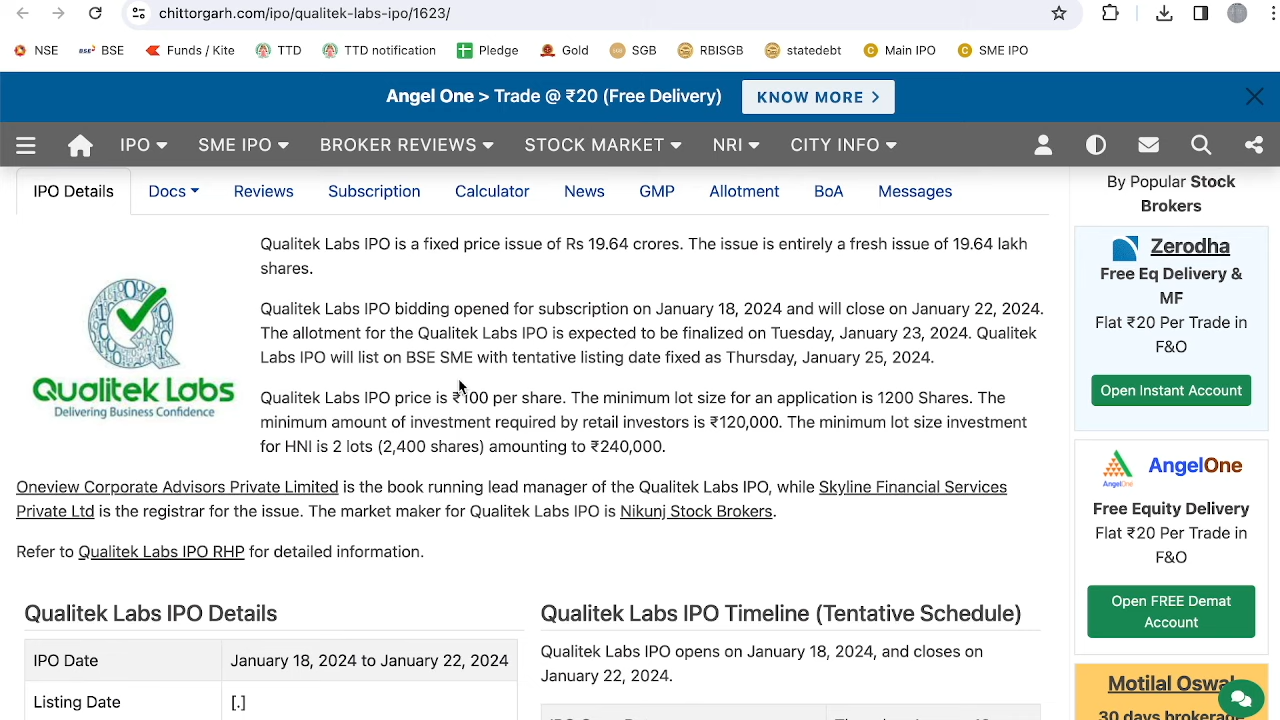 chittorgarh.com/ipo/qualitek-labs-ipo/1623/
NSE BSE Funds / Kite TTD TTD notification Pledge Gold SGB RBISGB statedebt Main IPO SME IPO
Angel One > Trade @ ₹20 (Free Delivery) KNOW MORE >
IPO SME IPO BROKER REVIEWS STOCK MARKET NRI CITY INFO
IPO Details Docs Reviews Subscription Calculator News GMP Allotment BoA Messages
Qualitek Labs IPO is a fixed price issue of Rs 19.64 crores. The issue is entirely a fresh issue of 19.64 lakh
shares.
Qualitek Labs IPO bidding opened for subscription on January 18, 2024 and will close on January 22, 2024.
The allotment for the Qualitek Labs IPO is expected to be finalized on Tuesday, January 23, 2024. Qualitek
Labs IPO will list on BSE SME with tentative listing date fixed as Thursday, January 25, 2024.
Qualitek Labs IPO price is ₹100 per share. The minimum lot size for an application is 1200 Shares. The
minimum amount of investment required by retail investors is ₹120,000. The minimum lot size investment
for HNI is 2 lots (2,400 shares) amounting to ₹240,000.
Qualitek Labs
Delivering Business Confidence
Oneview Corporate Advisors Private Limited is the book running lead manager of the Qualitek Labs IPO, while Skyline Financial Services
Private Ltd is the registrar for the issue. The market maker for Qualitek Labs IPO is Nikunj Stock Brokers.
Refer to Qualitek Labs IPO RHP for detailed information.
Qualitek Labs IPO Details
IPO Date January 18, 2024 to January 22, 2024
Listing Date [.]
Qualitek Labs IPO Timeline (Tentative Schedule)
Qualitek Labs IPO opens on January 18, 2024, and closes on
January 22, 2024.
By Popular Stock
Brokers
Zerodha
Free Eq Delivery &
MF
Flat ₹20 Per Trade in
F&O
Open Instant Account
AngelOne
AngelOne
Free Equity Delivery
Flat ₹20 Per Trade in
F&O
Open FREE Demat
Account
Motilal Oswal
30 days brokerage